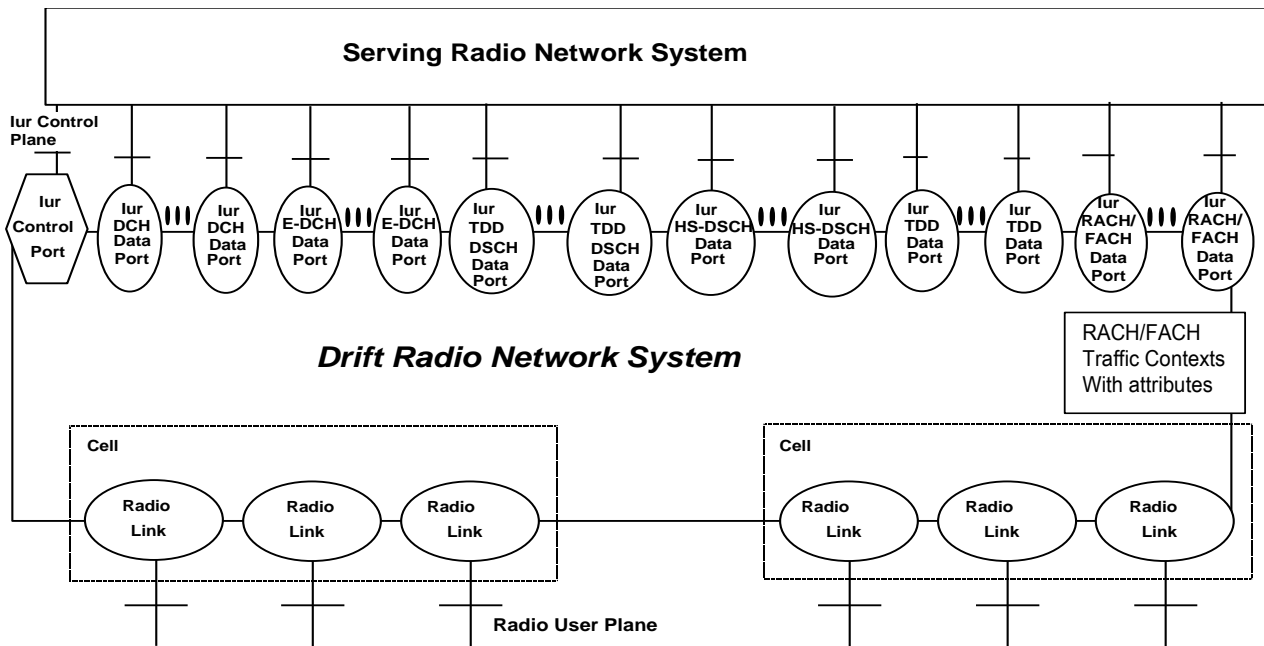 Serving Radio Network System
Iur Control
Plane
Iur
Control
Port
Iur
DCH
Data
Port
Iur
DCH
Data
Port
Iur
E-DCH
Data
Port
Iur
E-DCH
Data
Port
Iur
TDD
DSCH
Data
Port
Iur
TDD
DSCH
Data
Port
Iur
HS-DSCH
Data
Port
Iur
HS-DSCH
Data
Port
Iur
TDD
Data
Port
Iur
TDD
Data
Port
Iur
RACH/
FACH
Data
Port
Iur
RACH/
FACH
Data
Port
RACH/FACH
Traffic Contexts
With attributes
Drift Radio Network System
Cell
Radio
Link
Radio
Link
Radio
Link
Cell
Radio
Link
Radio
Link
Radio
Link
Radio User Plane